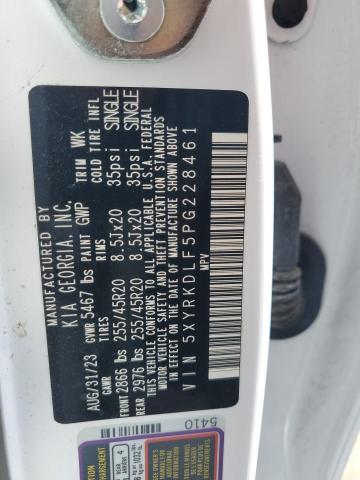 MANUFACTURED BY
KIA GEORGIA, INC.
AUG/31/23 GVWR 5467 lbs PAINT GWP TRIM WK
GAWR TIRES RIMS COLD TIRE INFL
FRONT 2866 lbs 255/45R20 8.5Jx20 35psi SINGLE
REAR 2976 lbs 255/45R20 8.5Jx20 35psi SINGLE
THIS VEHICLE CONFORMS TO ALL APPLICABLE U.S.A. FEDERAL
MOTOR VEHICLE SAFETY, BUMPER, AND THEFT PREVENTION STANDARDS
IN EFFECT ON THE DATE OF MANUFACTURE SHOWN ABOVE
VIN 5XYRKDLF5PG228461
MPV
5410